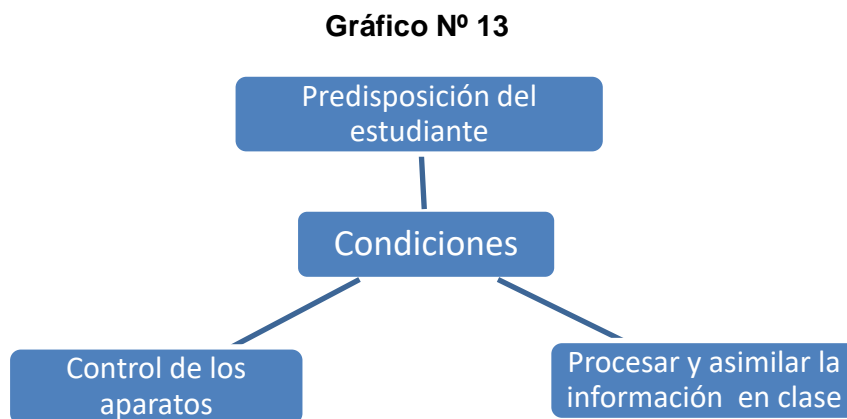 Gráfico Nº 13
Predisposición del
estudiante
Condiciones
Control de los
aparatos
Procesar y asimilar la
información en clase